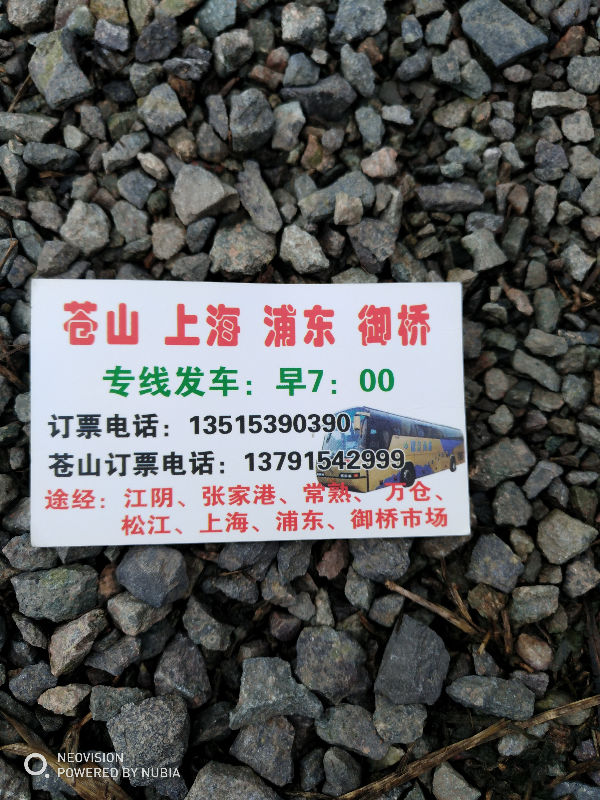 苍山 上海 浦东 御桥
专线发车：早7：00
订票电话：13515390390
苍山订票电话：13791542999
途经：江阴、张家港、常熟、万仓、
松江、上海、浦东、御桥市场
NEOVISION
POWERED BY NUBIA